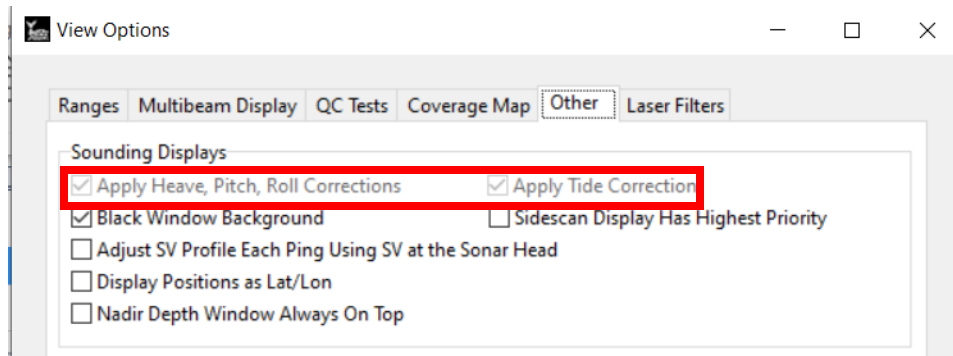 View Options
Ranges Multibeam Display QC Tests Coverage Map Other Laser Filters
Sounding Displays
Apply Heave, Pitch, Roll Corrections Apply Tide Correction
Black Window Background Sidescan Display Has Highest Priority
Adjust SV Profile Each Ping Using SV at the Sonar Head
Display Positions as Lat/Lon
Nadir Depth Window Always On Top